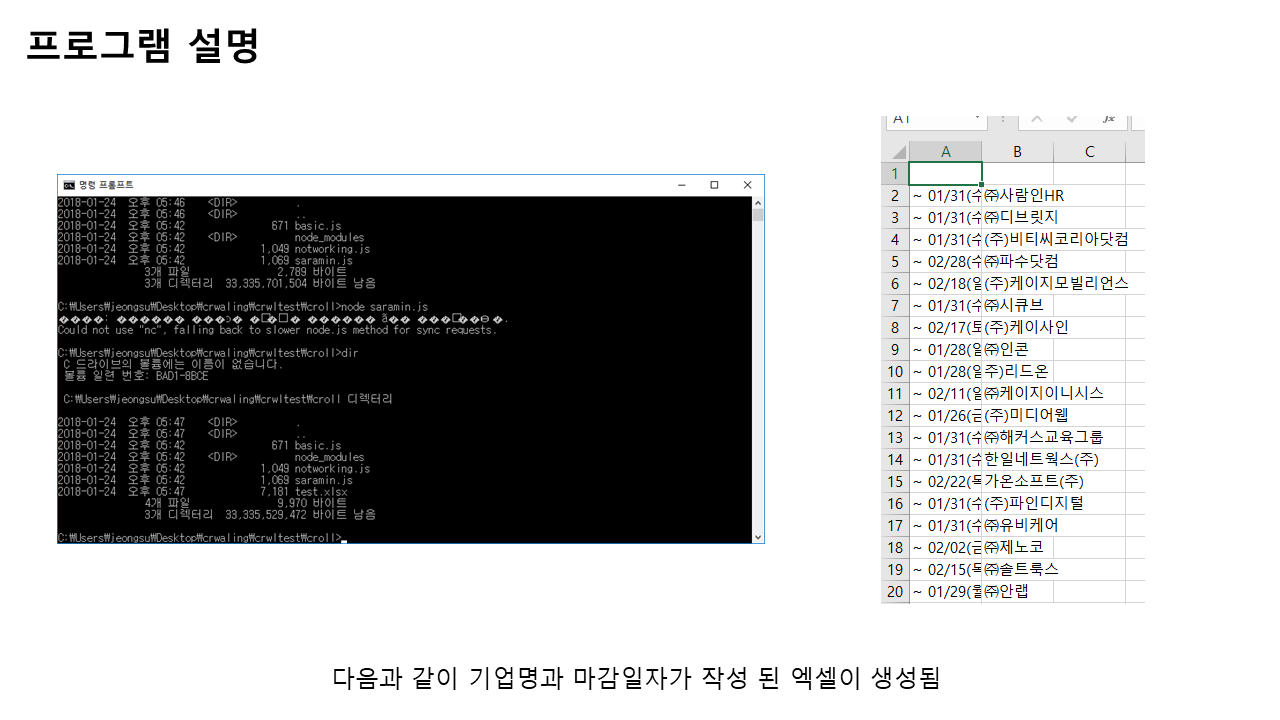 프로그램 설명
명령 프롬프트
2018-01-24 오후 05:46 <DIR> .
2018-01-24 오후 05:46 <DIR> ..
2018-01-24 오후 05:42 671 basic.js
2018-01-24 오후 05:42 <DIR> node_modules
2018-01-24 오후 05:42 1,049 notworking.js
2018-01-24 오후 05:42 1,069 saramin.js
3개 파일 2,789 바이트
3개 디렉터리 33,335,701,504 바이트 남음
C:₩Users₩jeongsu₩Desktop₩crwaling₩crwltest₩croll>node saramin.js
Could not use "nc", falling back to slower node.js method for sync requests.
C:₩Users₩jeongsu₩Desktop₩crwaling₩crwltest₩croll>dir
C 드라이브의 볼륨에는 이름이 없습니다.
볼륨 일련 번호: BAD1-8BCE
C:₩Users₩jeongsu₩Desktop₩crwaling₩crwltest₩croll 디렉터리
2018-01-24 오후 05:47 <DIR> .
2018-01-24 오후 05:47 <DIR> ..
2018-01-24 오후 05:42 671 basic.js
2018-01-24 오후 05:42 <DIR> node_modules
2018-01-24 오후 05:42 1,049 notworking.js
2018-01-24 오후 05:42 1,069 saramin.js
2018-01-24 오후 05:47 7,181 test.xlsx
4개 파일 9,970 바이트
3개 디렉터리 33,335,529,472 바이트 남음
C:₩Users₩jeongsu₩Desktop₩crwaling₩crwltest₩croll>
A1 fx
A B C
1
2 ~ 01/31(수 ㈜사람인HR
3 ~ 01/31(수 ㈜디브릿지
4 ~ 01/31(수 (주)비티씨코리아닷컴
5 ~ 02/28(수 ㈜파수닷컴
6 ~ 02/18(일 (주)케이지모빌리언스
7 ~ 01/31(수 ㈜시큐브
8 ~ 02/17(토 (주)케이사인
9 ~ 01/28(일 ㈜인콘
10 ~ 01/28(일 주)리드온
11 ~ 02/11(일 ㈜케이지이니시스
12 ~ 01/26(금 (주)미디어웹
13 ~ 01/31(수 ㈜해커스교육그룹
14 ~ 01/31(수 한일네트웍스(주)
15 ~ 02/22(목 가온소프트(주)
16 ~ 01/31(수 (주)파인디지털
17 ~ 01/31(수 ㈜유비케어
18 ~ 02/02(금 ㈜제노코
19 ~ 02/15(목 ㈜솔트룩스
20 ~ 01/29(월 ㈜안랩
다음과 같이 기업명과 마감일자가 작성 된 엑셀이 생성됨